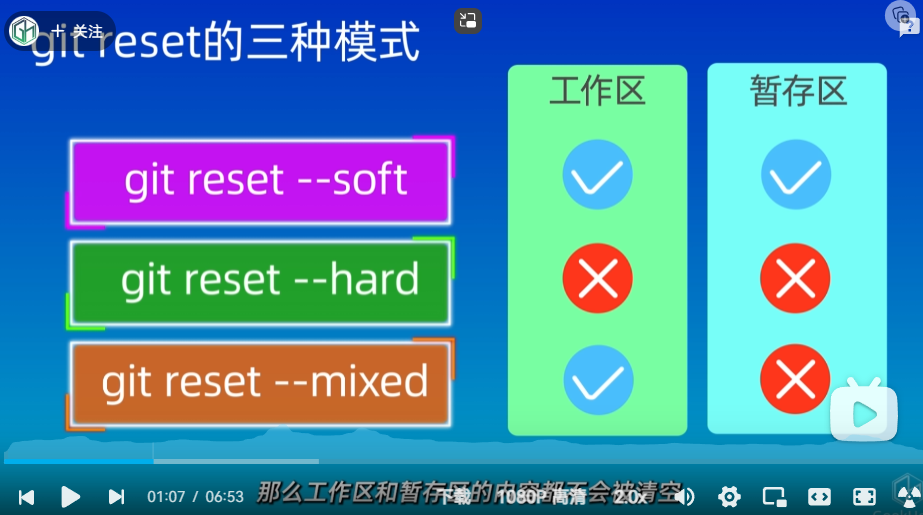 关注
git reset的三种模式
工作区
暂存区
git reset --soft
git reset --hard
git reset --mixed
那么工作区和暂存区的内容都不会被清空
01:07 / 06:53
下载
1080P 高清
2.0x